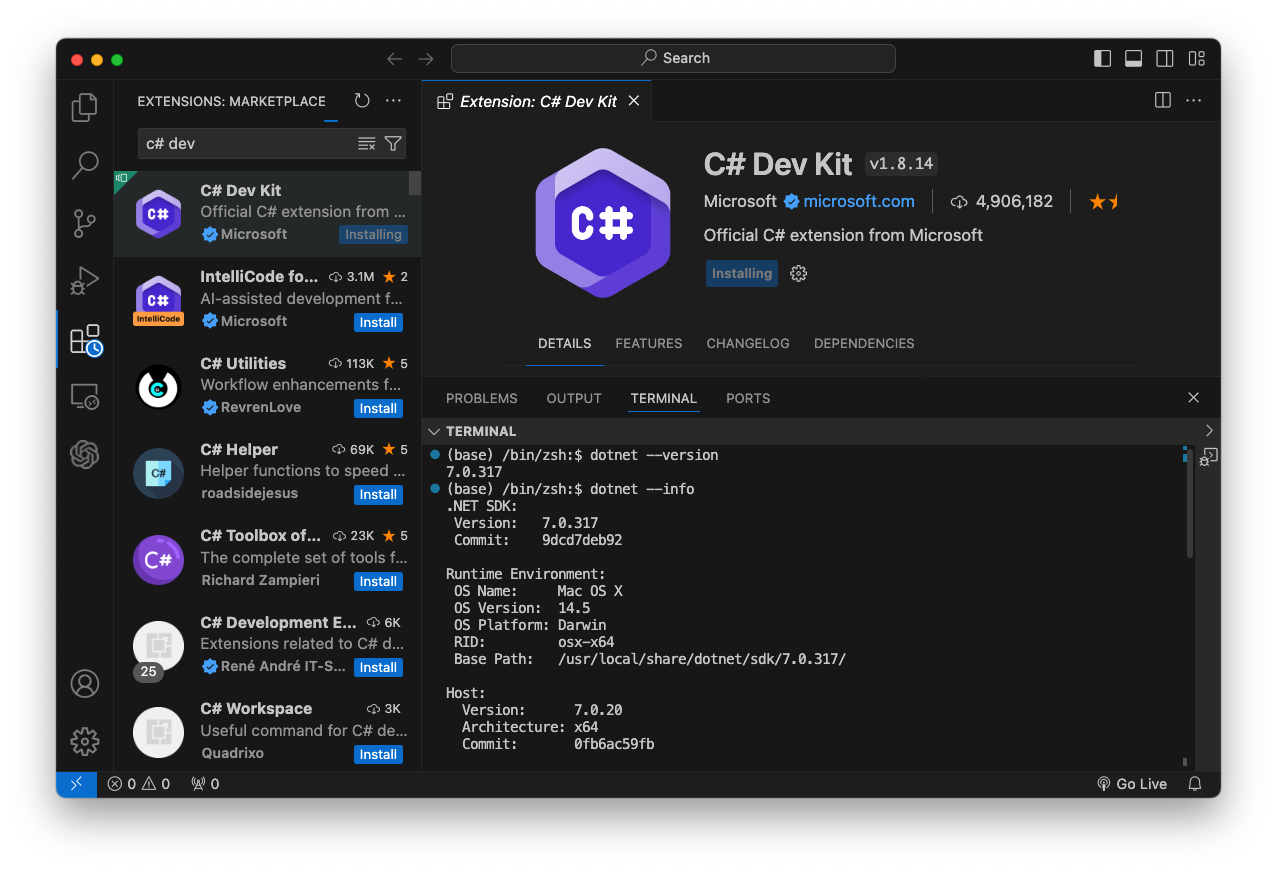 Search
EXTENSIONS: MARKETPLACE
c# dev
C# Dev Kit
Official C# extension from ...
Microsoft
Installing
IntelliCode fo... 3.1M 2
AI-assisted development f...
Microsoft Install
IntelliCode
C# Utilities 113K 5
Workflow enhancements f...
RevrenLove Install
C# Helper 69K 5
Helper functions to speed ...
roadsidejesus Install
C# Toolbox of... 23K 5
The complete set of tools f...
Richard Zampieri Install
C# Development E... 6K
Extensions related to C# d...
René André IT-S... Install
25
C# Workspace 3K
Useful command for C# de...
Quadrixo Install
Extension: C# Dev Kit
C#
C# Dev Kit v1.8.14
Microsoft microsoft.com 4,906,182
Official C# extension from Microsoft
Installing
DETAILS FEATURES CHANGELOG DEPENDENCIES
PROBLEMS OUTPUT TERMINAL PORTS
TERMINAL
(base) /bin/zsh:$ dotnet --version
7.0.317
(base) /bin/zsh:$ dotnet --info
.NET SDK:
Version: 7.0.317
Commit: 9dcd7deb92
Runtime Environment:
OS Name: Mac OS X
OS Version: 14.5
OS Platform: Darwin
RID: osx-x64
Base Path: /usr/local/share/dotnet/sdk/7.0.317/
Host:
Version: 7.0.20
Architecture: x64
Commit: 0fb6ac59fb
0 0 0
Go Live